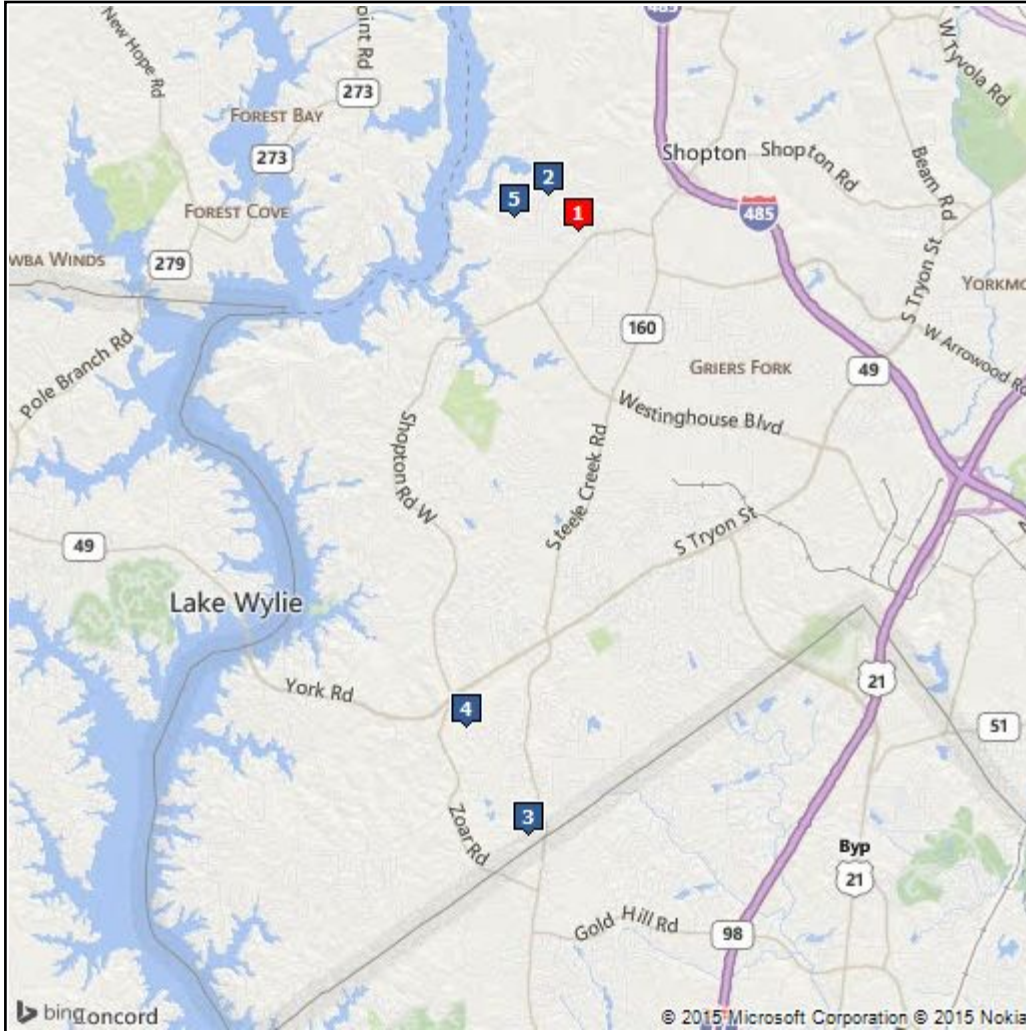 485
New Hope Rd
oint Rd
273
W Tyvola Rd
FOREST BAY
273
Shopton
Shopton Rd
Beam Rd
2
5
1
485
FOREST COVE
WBA WINDS
279
YORKMO
S Tryon St
160
W Arrowood Rd
Pole Branch Rd
GRIERS FORK
49
Westinghouse Blvd
Shopton Rd W
Steele Creek Rd
S Tryon St
49
Lake Wylie
York Rd
21
4
51
3
Zoar Rd
Byp
21
Gold Hill Rd
98
bing
oncord
© 2015 Microsoft Corporation © 2015 Nokia